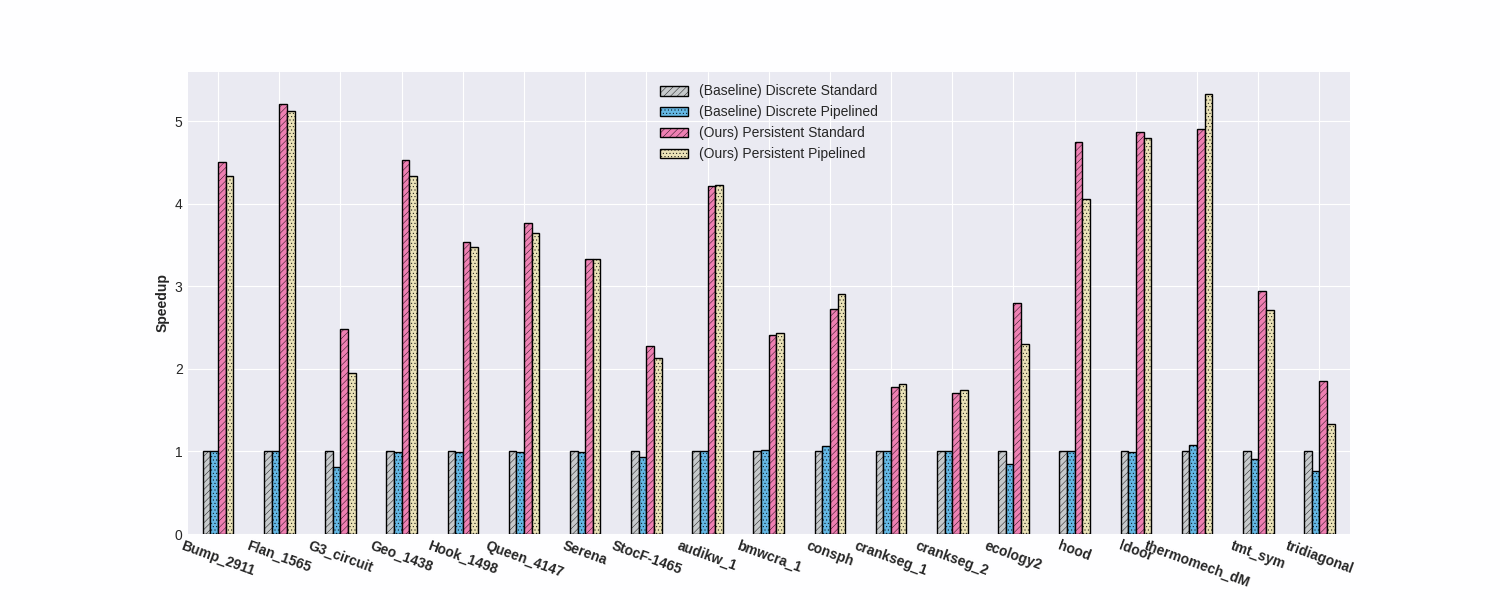 (Baseline) Discrete Standard
(Baseline) Discrete Pipelined
(Ours) Persistent Standard
(Ours) Persistent Pipelined
5
4
3
2
1
0
Speedup
Bump_2911
Flan_1565
G3_circuit
Geo_1438
Hook_1498
Queen_4147
Serena
StocF-1465
audikw_1
bmwcra_1
consph
crankseg_1
crankseg_2
ecology2
hood
ldoor
thermomech_dM
tmt_sym
tridiagonal